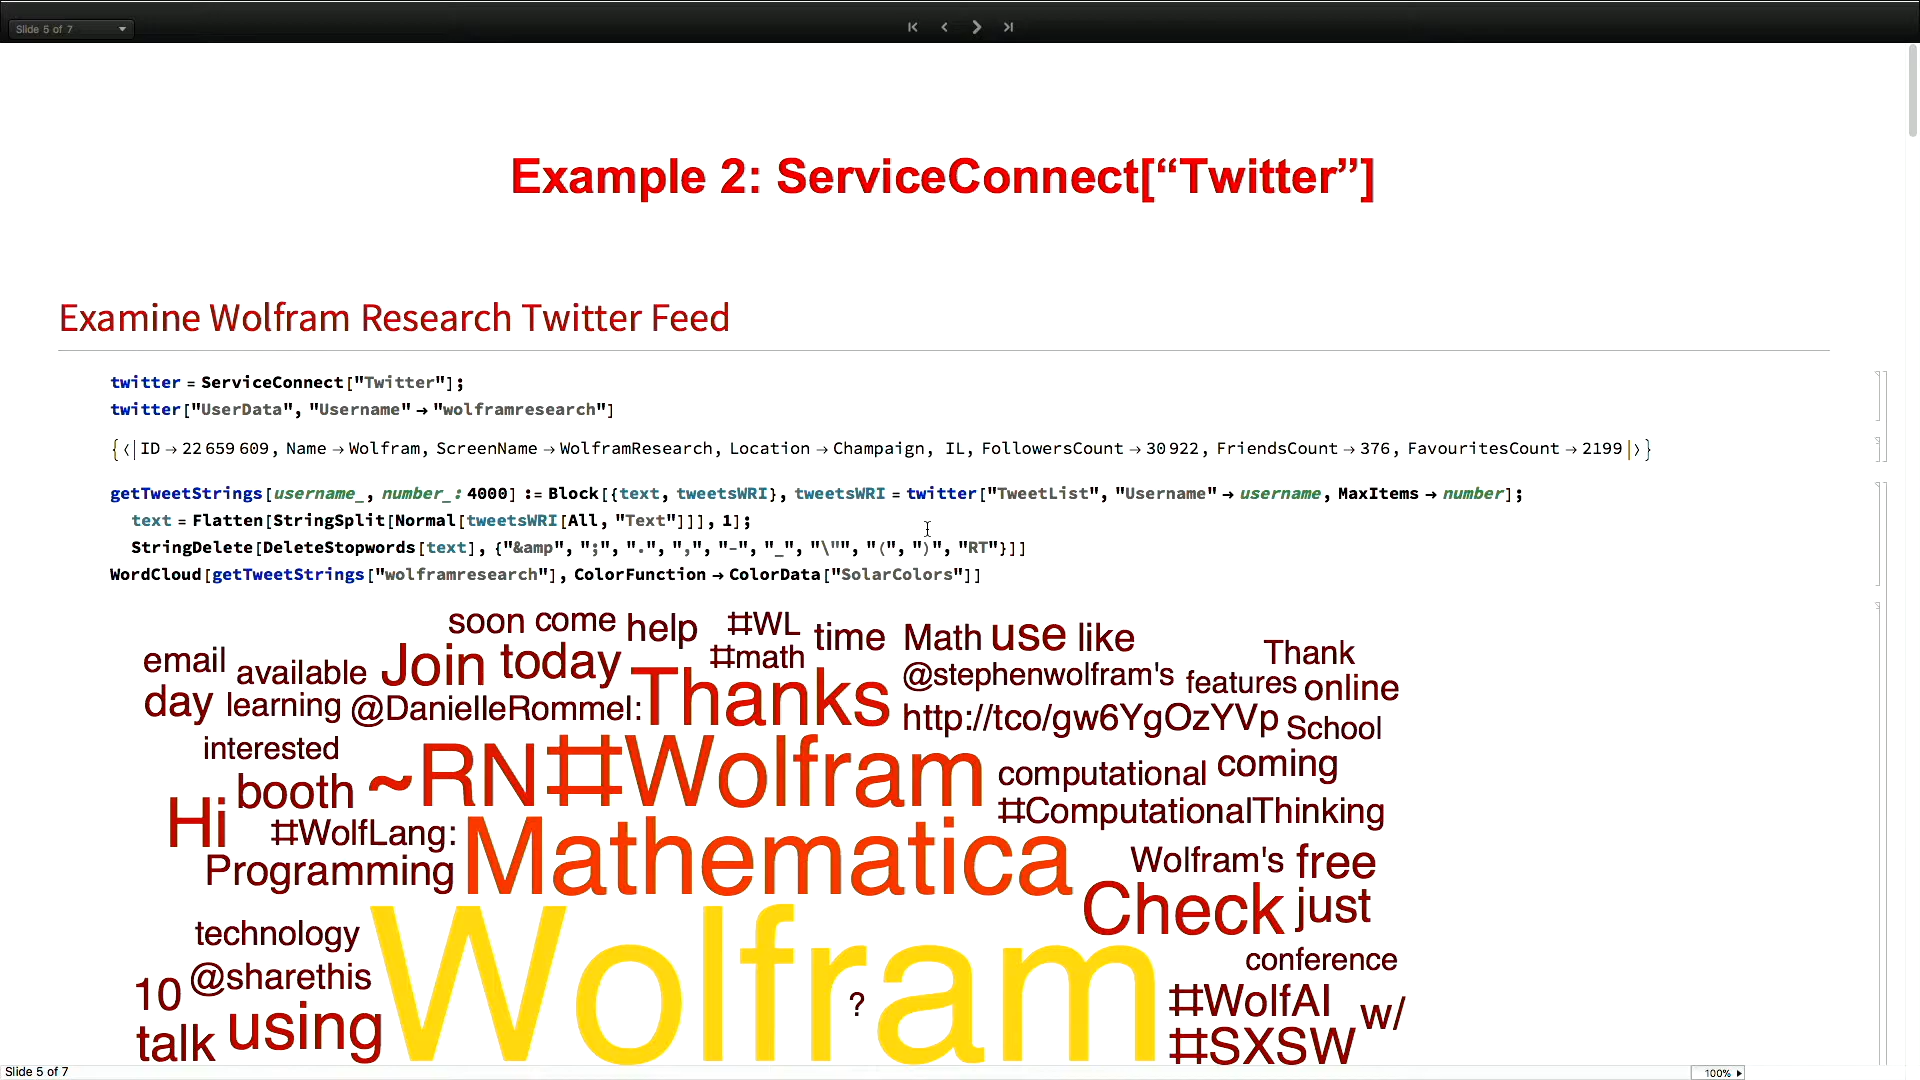 Slide 5 of 7
Example 2: ServiceConnect[“Twitter”]
Examine Wolfram Research Twitter Feed
twitter = ServiceConnect["Twitter"];
twitter["UserData", "Username" → "wolframresearch"]
{<|ID → 22 659 609, Name → Wolfram, ScreenName → WolframResearch, Location → Champaign, IL, FollowersCount → 30 922, FriendsCount → 376, FavouritesCount → 2199|>}
getTweetStrings[username_, number_: 4000] := Block[{text, tweetsWRI}, tweetsWRI = twitter["TweetList", "Username" → username, MaxItems → number];
text = Flatten[StringSplit[Normal[tweetsWRI[All, "Text"]]], 1];
StringDelete[DeleteStopwords[text], {"&amp", ";", ".", ",", "-", "_", "\"", "(", ")", "RT"}]]
WordCloud[getTweetStrings["wolframresearch"], ColorFunction → ColorData["SolarColors"]]
soon come help #WL time Math use like
email available Join today #math Thank
day learning @DanielleRommel: Thanks @stephenwolfram's features online
http://tco/gw6YgOzYVp School
interested
booth ~RN #Wolfram computational coming
Hi #WolfLang: #ComputationalThinking
Programming Mathematica Wolfram's free
Check just
technology
10 @sharethis Wolfram ? conference
talk using #WolfAI w/
#SXSW
Slide 5 of 7
100%